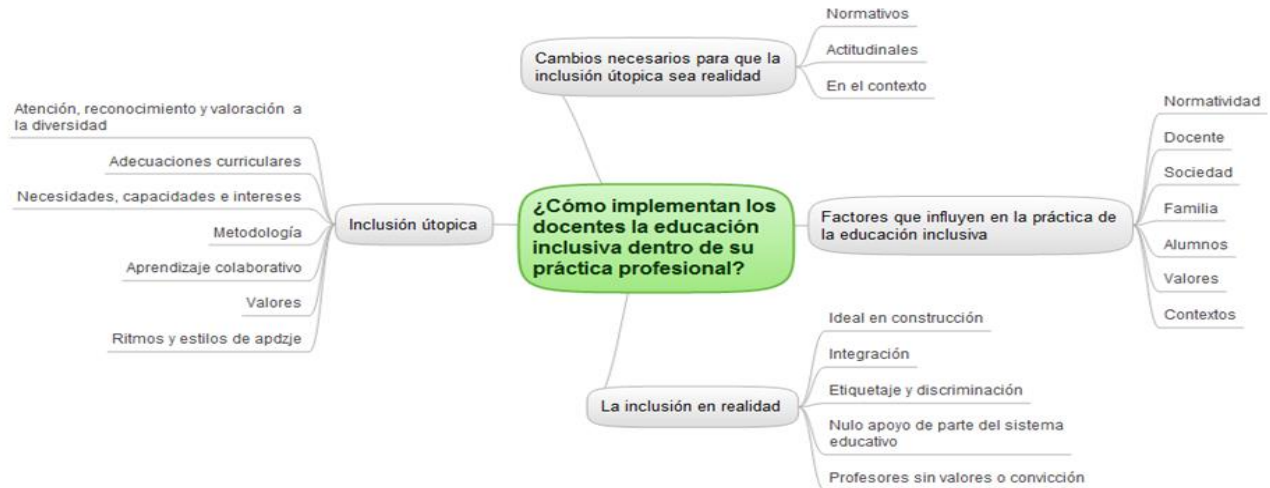 ¿Cómo implementan los
docentes la educación
inclusiva dentro de su
práctica profesional?
Cambios necesarios para que la
inclusión útopica sea realidad
Normativos
Actitudinales
En el contexto
Factores que influyen en la práctica de
la educación inclusiva
Normatividad
Docente
Sociedad
Familia
Alumnos
Valores
Contextos
La inclusión en realidad
Ideal en construcción
Integración
Etiquetaje y discriminación
Nulo apoyo de parte del sistema
educativo
Profesores sin valores o convicción
Inclusión útopica
Atención, reconocimiento y valoración a
la diversidad
Adecuaciones curriculares
Necesidades, capacidades e intereses
Metodología
Aprendizaje colaborativo
Valores
Ritmos y estilos de apdzje